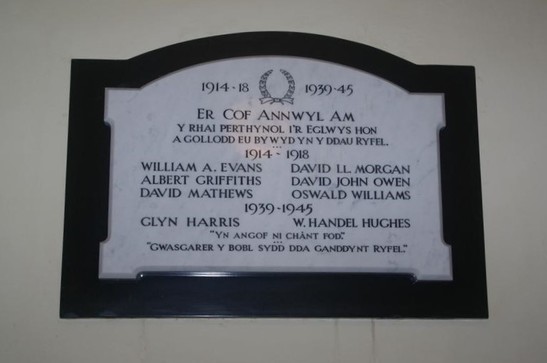 1914-18 1939-45
ER COF ANNWYL AM
Y RHAI PERTHYNOL I'R EGLWYS HON
A GOLLODD EU BYWYD YN Y DDAU RYFEL.
1914-1918
WILLIAM A. EVANS DAVID LL. MORGAN
ALBERT GRIFFITHS DAVID JOHN OWEN
DAVID MATHEWS OSWALD WILLIAMS
1939-1945
GLYN HARRIS W. HANDEL HUGHES
"YN ANGOF NI CHÂNT FOD."
"GWASGARER Y BOBL SYDD DDA GANDDYNT RYFEL."